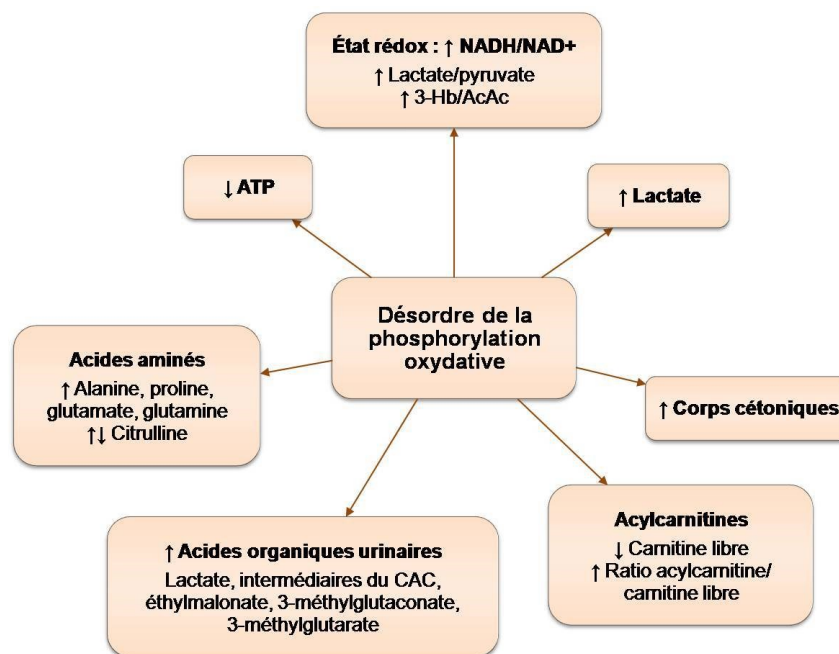 État rédox : ↑ NADH/NAD+
↑ Lactate/pyruvate
↑ 3-Hb/AcAc
↓ ATP
↑ Lactate
Désordre de la
phosphorylation
oxydative
Acides aminés
↑ Alanine, proline,
glutamate, glutamine
↑↓ Citrulline
↑ Corps cétoniques
↑ Acides organiques urinaires
Lactate, intermédiaires du CAC,
éthylmalonate, 3-méthylglutaconate,
3-méthylglutarate
Acylcarnitines
↓ Carnitine libre
↑ Ratio acylcarnitine/
carnitine libre